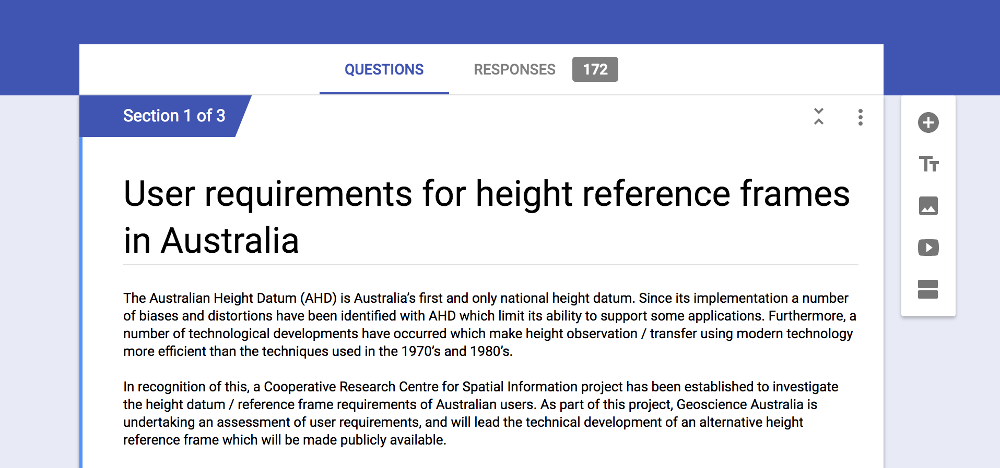 QUESTIONS RESPONSES 172
Section 1 of 3
User requirements for height reference frames
in Australia
The Australian Height Datum (AHD) is Australia’s first and only national height datum. Since its implementation a number
of biases and distortions have been identified with AHD which limit its ability to support some applications. Furthermore, a
number of technological developments have occurred which make height observation / transfer using modern technology
more efficient than the techniques used in the 1970’s and 1980’s.
In recognition of this, a Cooperative Research Centre for Spatial Information project has been established to investigate
the height datum / reference frame requirements of Australian users. As part of this project, Geoscience Australia is
undertaking an assessment of user requirements, and will lead the technical development of an alternative height
reference frame which will be made publicly available.